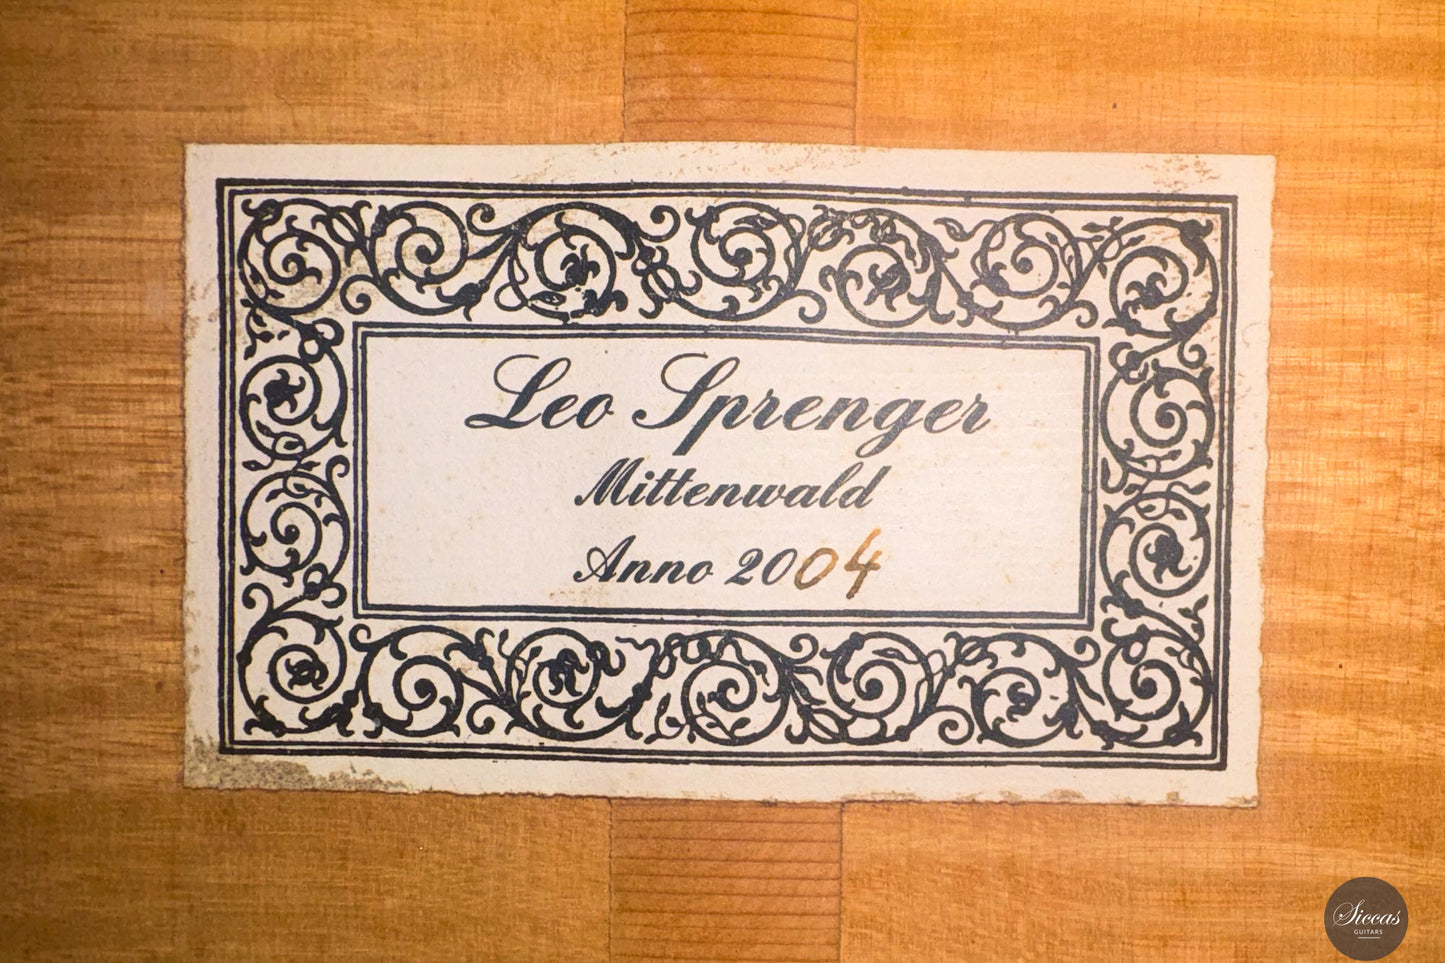 Leo Sprenger
Mittenwald
Anno 2004
Siccas
GUITARS